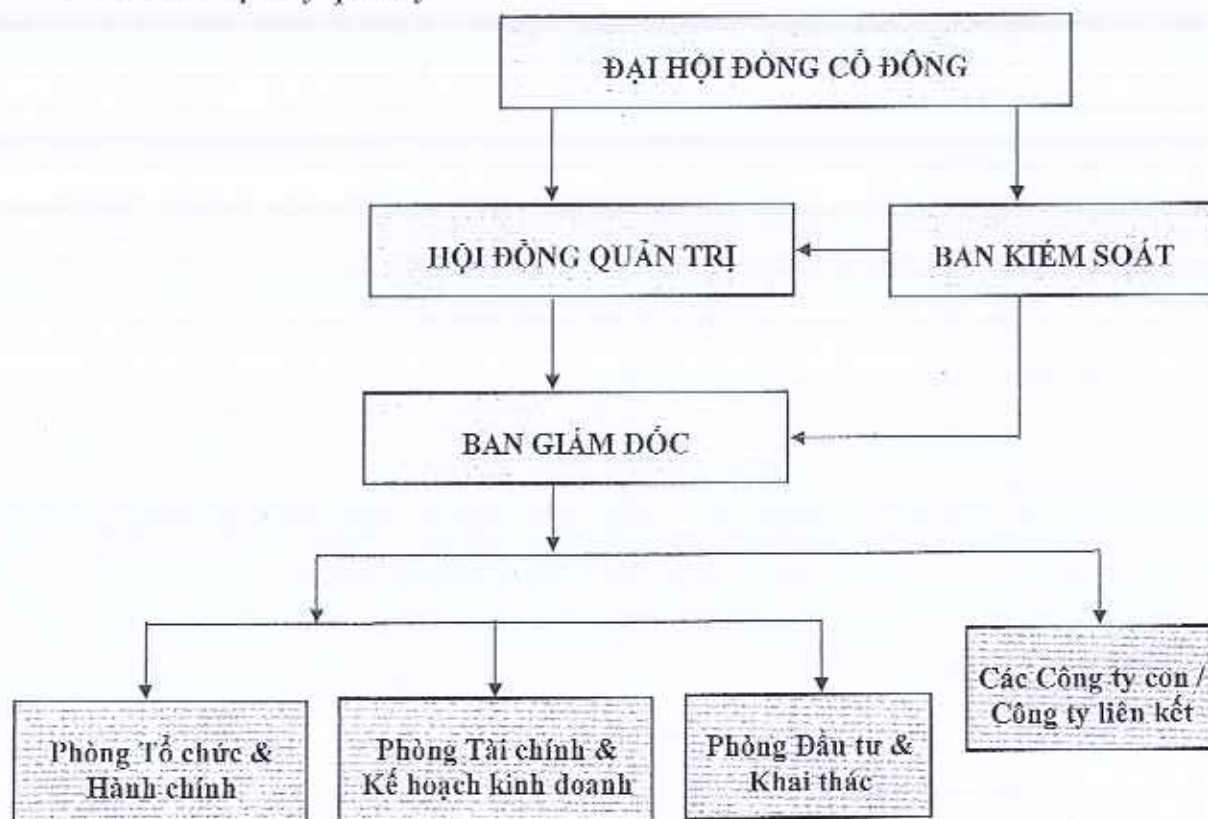 ĐẠI HỘI ĐỒNG CỔ ĐÔNG
HỘI ĐỒNG QUẢN TRỊ
BAN KIỂM SOÁT
BAN GIÁM ĐỐC
Các Công ty con /
Công ty liên kết
Phòng Tổ chức &
Hành chính
Phòng Tài chính &
Kế hoạch kinh doanh
Phòng Đầu tư &
Khai thác